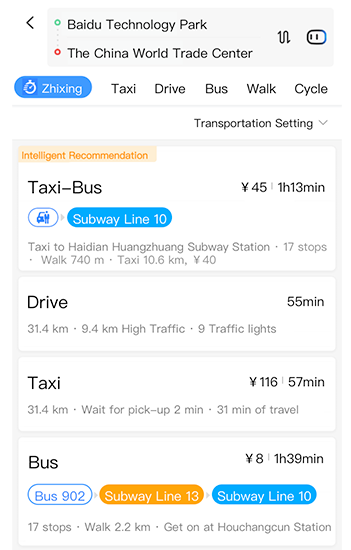 Baidu Technology Park
The China World Trade Center
Zhixing Taxi Drive Bus Walk Cycle
Transportation Setting
Intelligent Recommendation
Taxi-Bus ¥45 1h13min
Subway Line 10
Taxi to Haidian Huangzhuang Subway Station · 17 stops
· Walk 740 m · Taxi 10.6 km, ¥40
Drive 55min
31.4 km · 9.4 km High Traffic · 9 Traffic lights
Taxi ¥116 57min
31.4 km · Wait for pick-up 2 min · 31 min of travel
Bus ¥8 1h39min
Bus 902 Subway Line 13 Subway Line 10
17 stops · Walk 2.2 km · Get on at Houchangcun Station